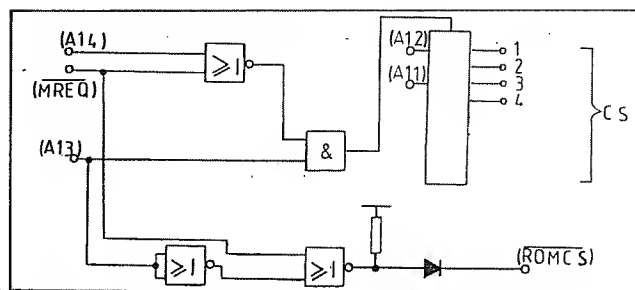 (A14)
(MREQ)
≥1
(A12)
(A11)
1
2
3
4
CS
(A13)
&
≥1
≥1
(ROMCS)